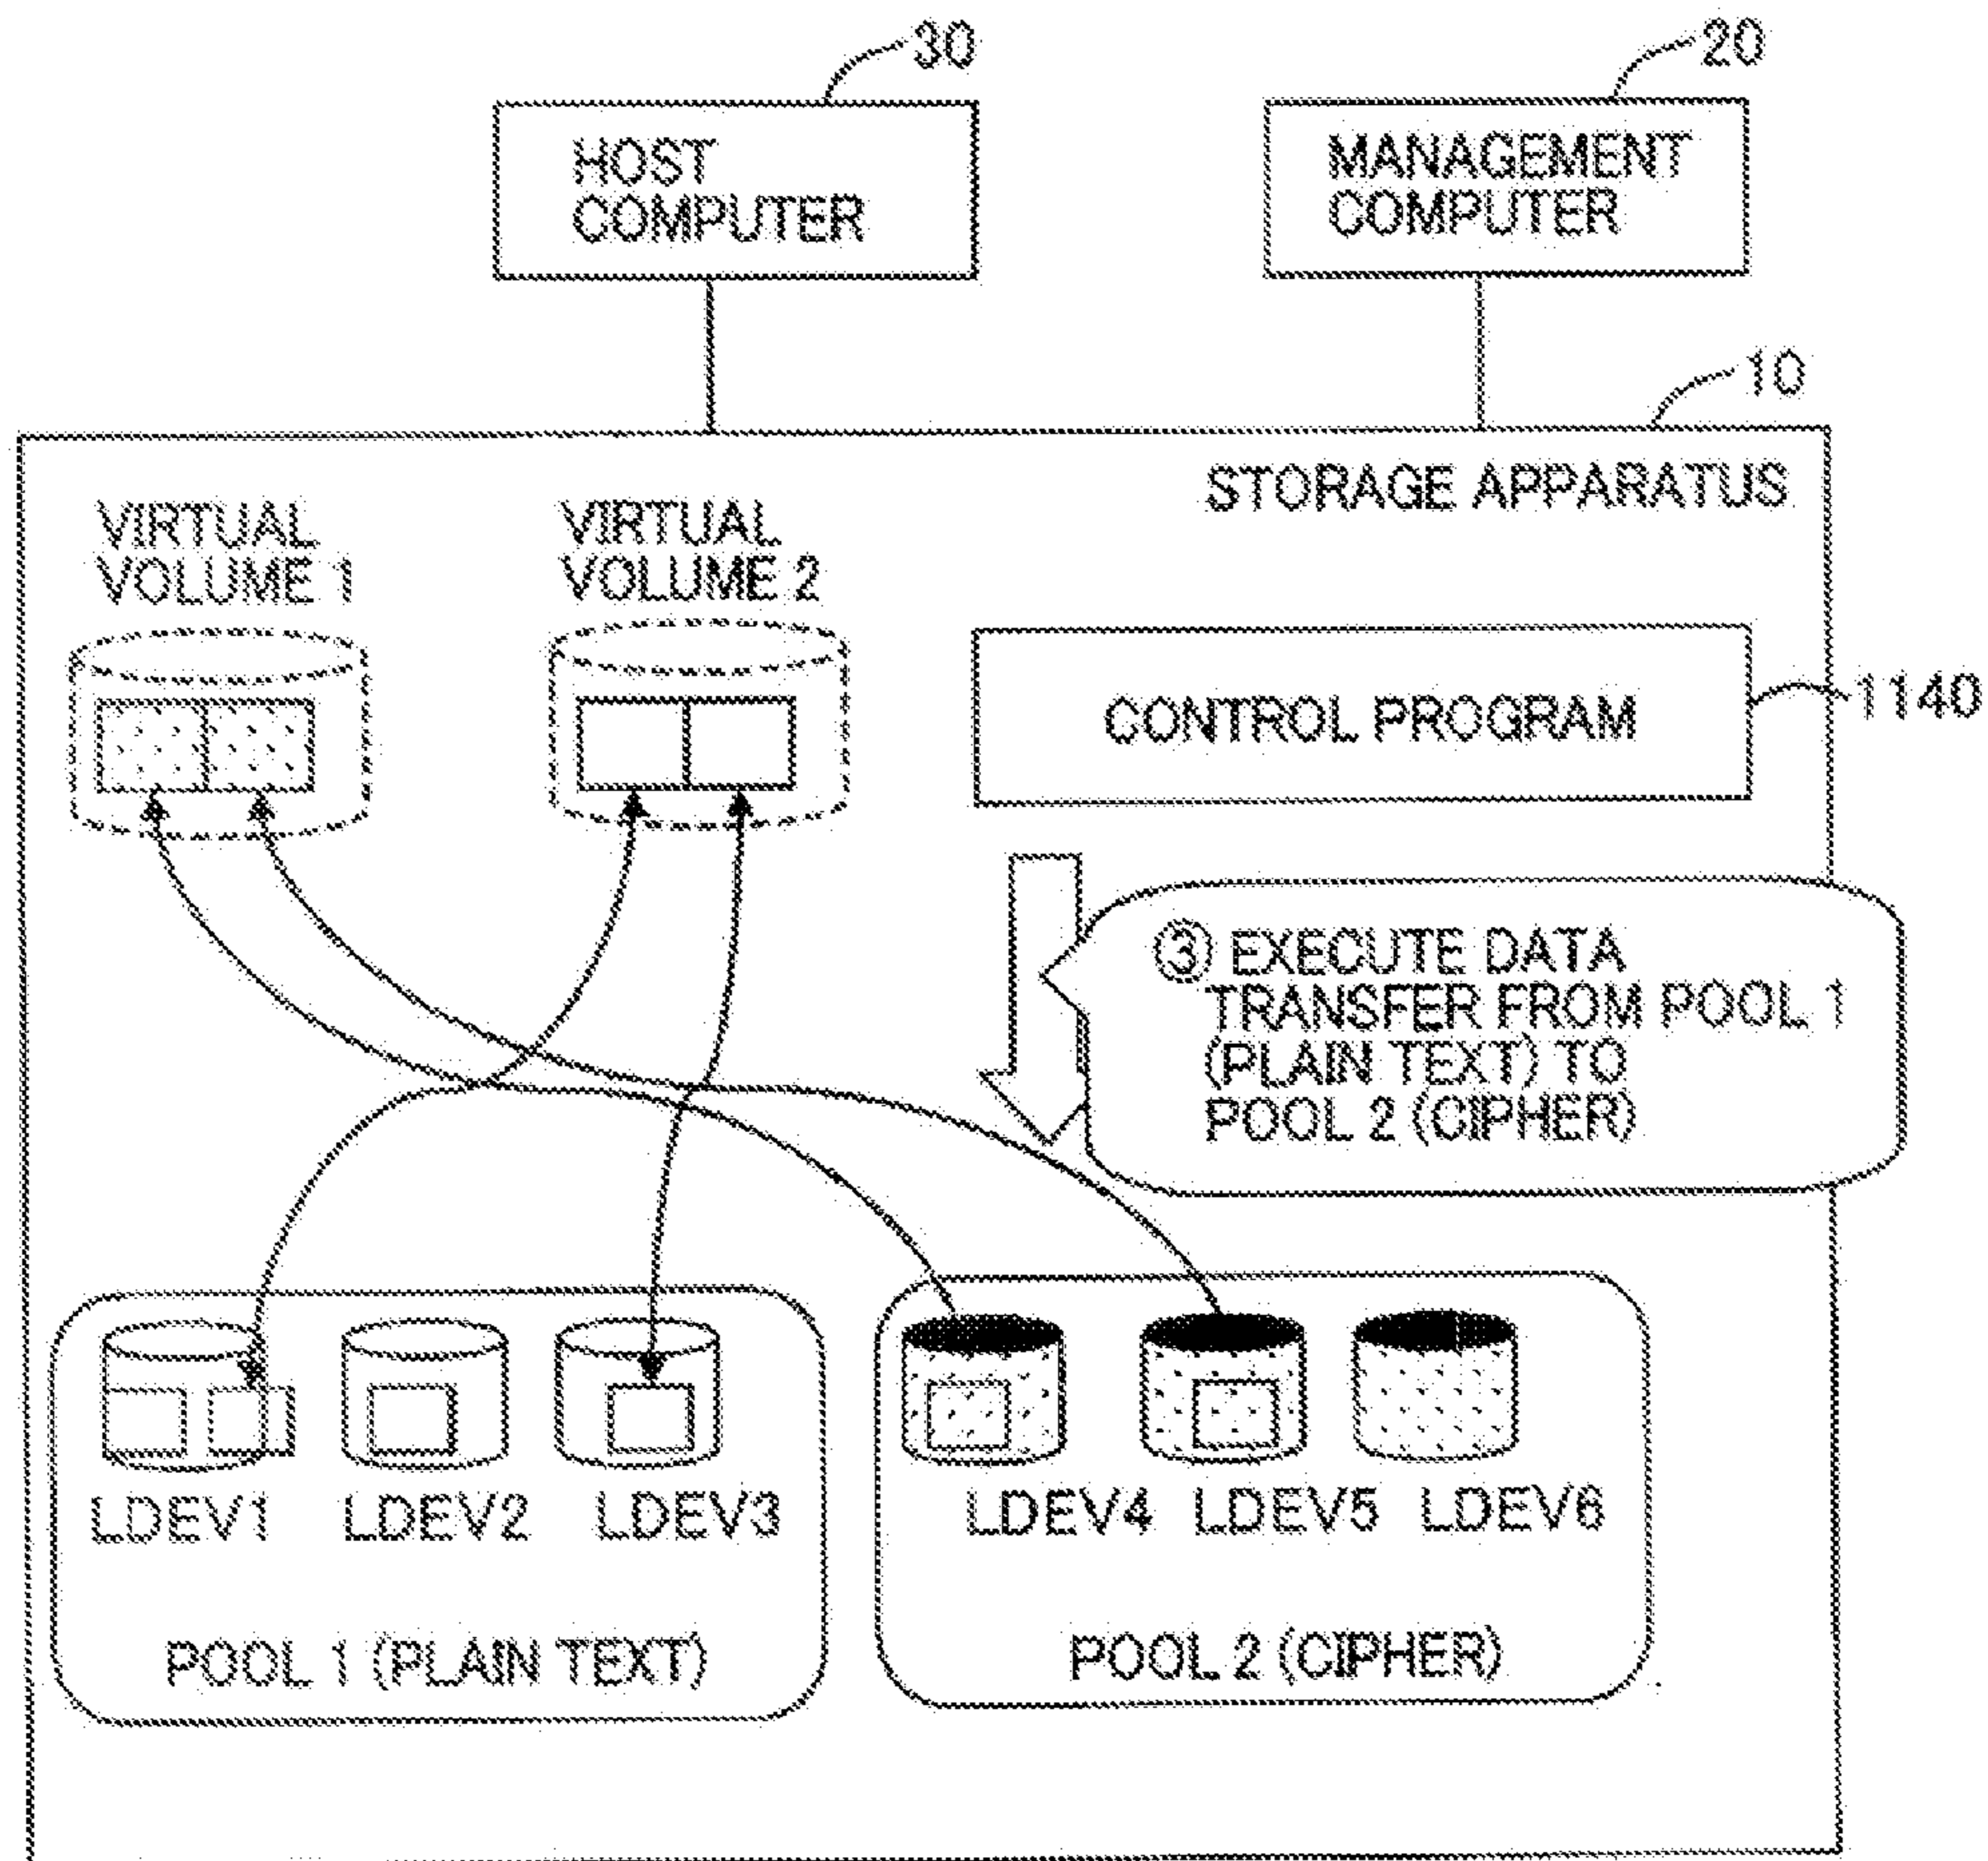 30
20
HOST
COMPUTER
MANAGEMENT
COMPUTER
10
STORAGE APPARATUS
VIRTUAL
VOLUME 1
VIRTUAL
VOLUME 2
CONTROL PROGRAM
1140
③ EXECUTE DATA
TRANSFER FROM POOL 1
(PLAIN TEXT) TO
POOL 2 (CIPHER)
LDEV1
LDEV2
LDEV3
LDEV4
LDEV5
LDEV6
POOL 1 (PLAIN TEXT)
POOL 2 (CIPHER)